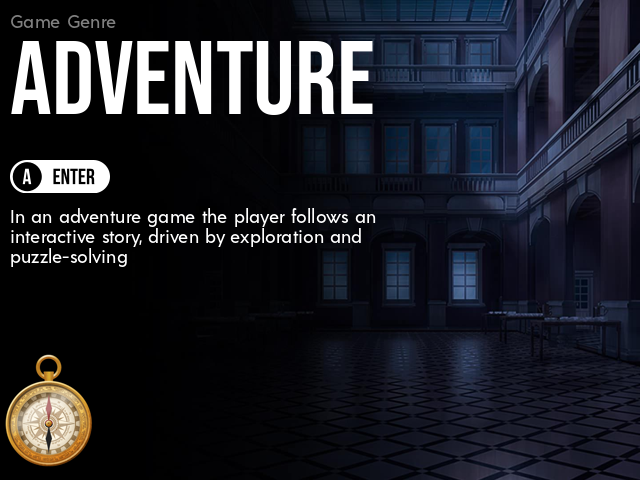 Game Genre
ADVENTURE
A ENTER
In an adventure game the player follows an
interactive story, driven by exploration and
puzzle-solving